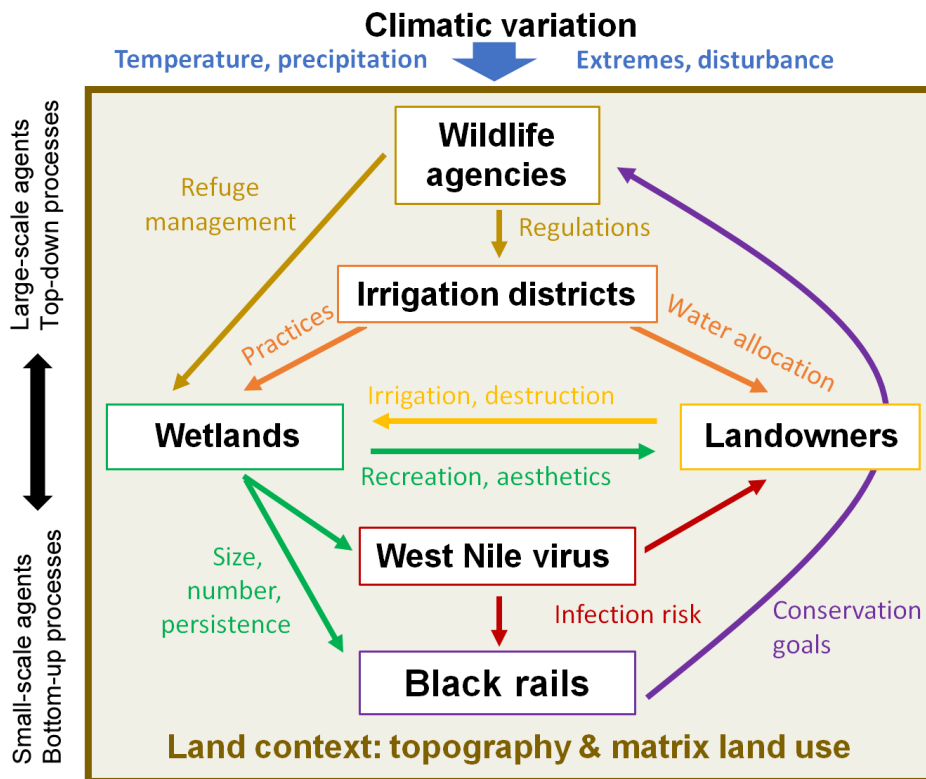 Climatic variation
Temperature, precipitation
Extremes, disturbance
Large-scale agents
Top-down processes
Small-scale agents
Bottom-up processes
Wildlife
agencies
Refuge
management
Regulations
Irrigation districts
Practices
Water allocation
Irrigation, destruction
Wetlands
Landowners
Recreation, aesthetics
West Nile virus
Size,
number,
persistence
Infection risk
Conservation
goals
Black rails
Land context: topography & matrix land use